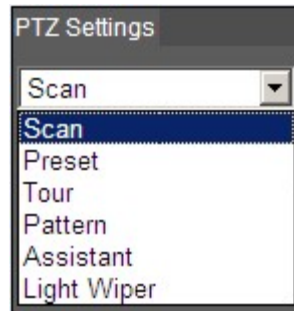 PTZ Settings
Scan
Scan
Preset
Tour
Pattern
Assistant
Light Wiper